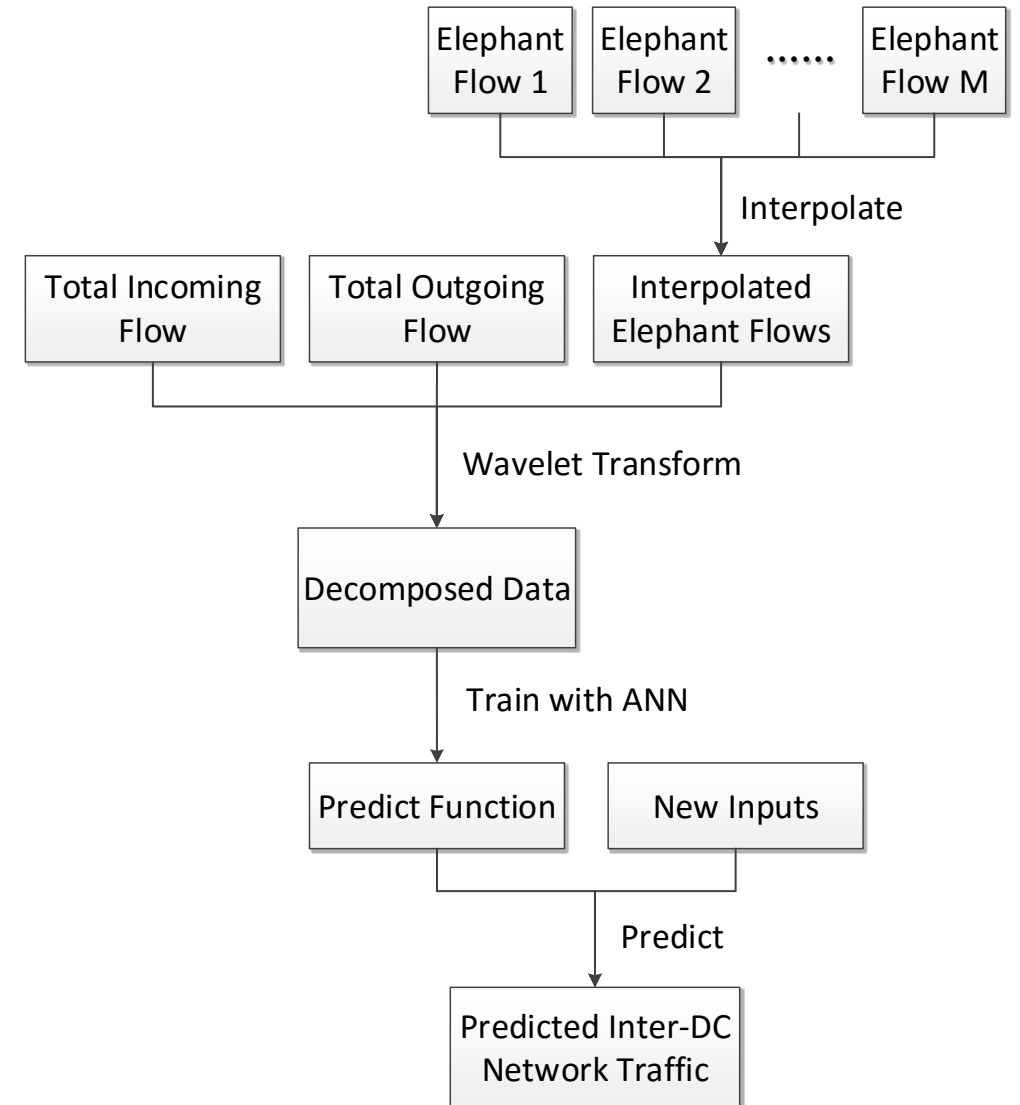 Elephant
Flow 1
Elephant
Flow 2
......
Elephant
Flow M
Interpolate
Total Incoming
Flow
Total Outgoing
Flow
Interpolated
Elephant Flows
Wavelet Transform
Decomposed Data
Train with ANN
Predict Function
New Inputs
Predict
Predicted Inter-DC
Network Traffic